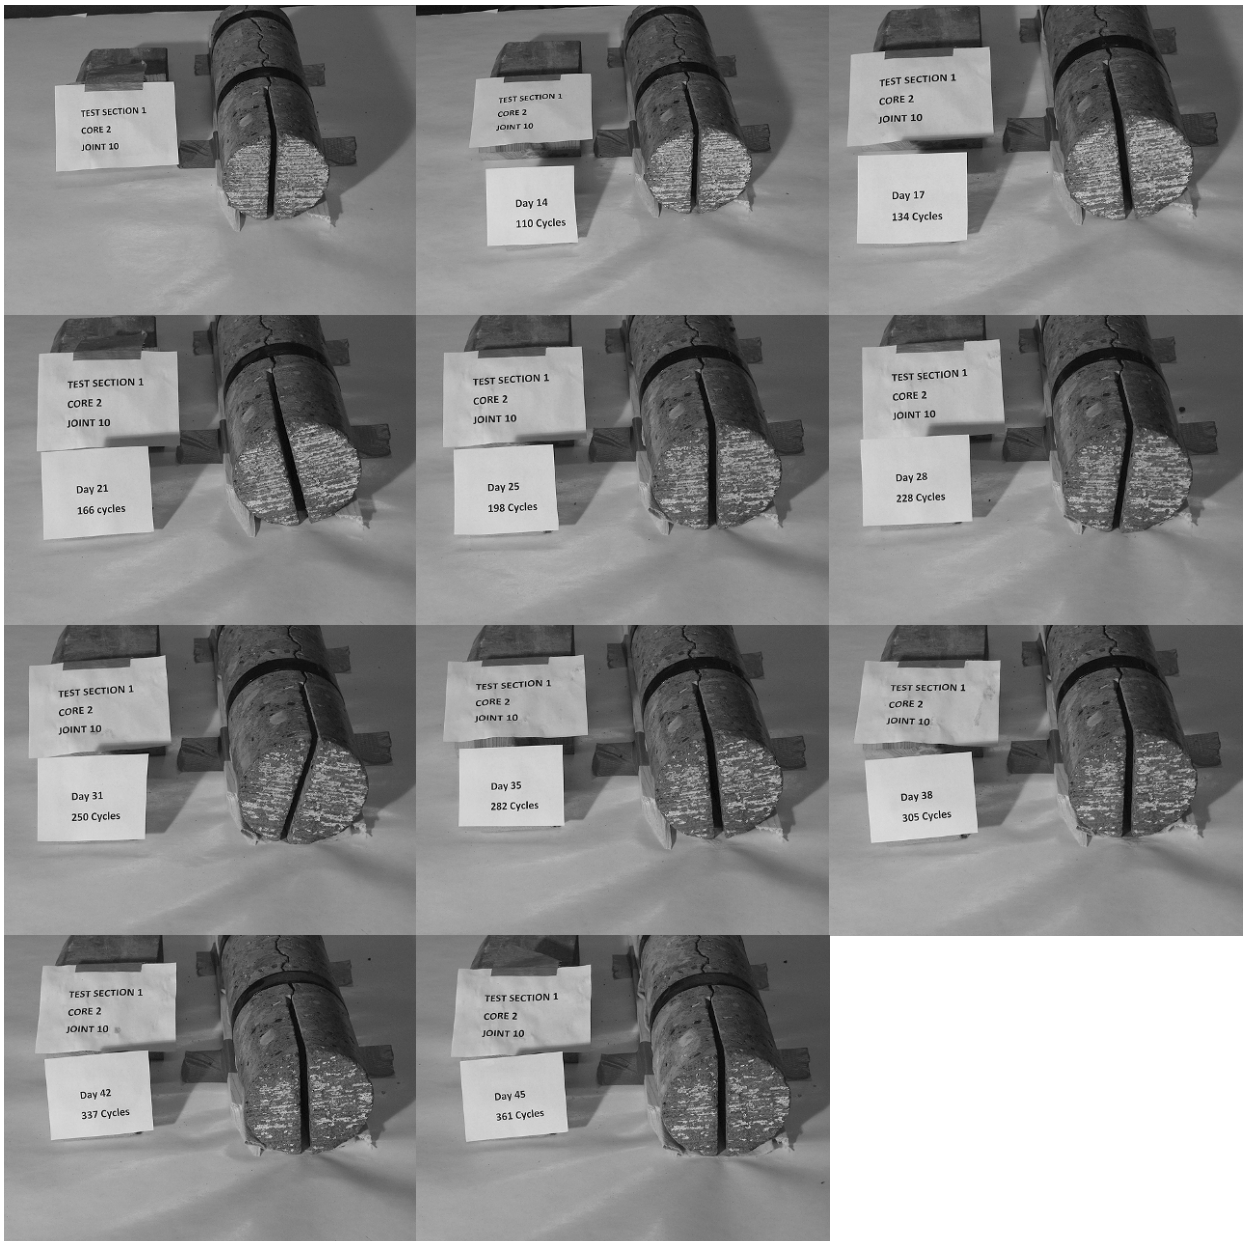 TEST SECTION 1
CORE 2
JOINT 10
TEST SECTION 1
CORE 2
JOINT 10
Day 14
110 Cycles
TEST SECTION 1
CORE 2
JOINT 10
Day 17
134 Cycles
TEST SECTION 1
CORE 2
JOINT 10
Day 21
166 cycles
TEST SECTION 1
CORE 2
JOINT 10
Day 25
198 Cycles
TEST SECTION 1
CORE 2
JOINT 10
Day 28
228 Cycles
TEST SECTION 1
CORE 2
JOINT 10
Day 31
250 Cycles
TEST SECTION 1
CORE 2
JOINT 10
Day 35
282 Cycles
TEST SECTION 1
CORE 2
JOINT 10
Day 38
305 Cycles
TEST SECTION 1
CORE 2
JOINT 10
Day 42
337 Cycles
TEST SECTION 1
CORE 2
JOINT 10
Day 45
361 Cycles